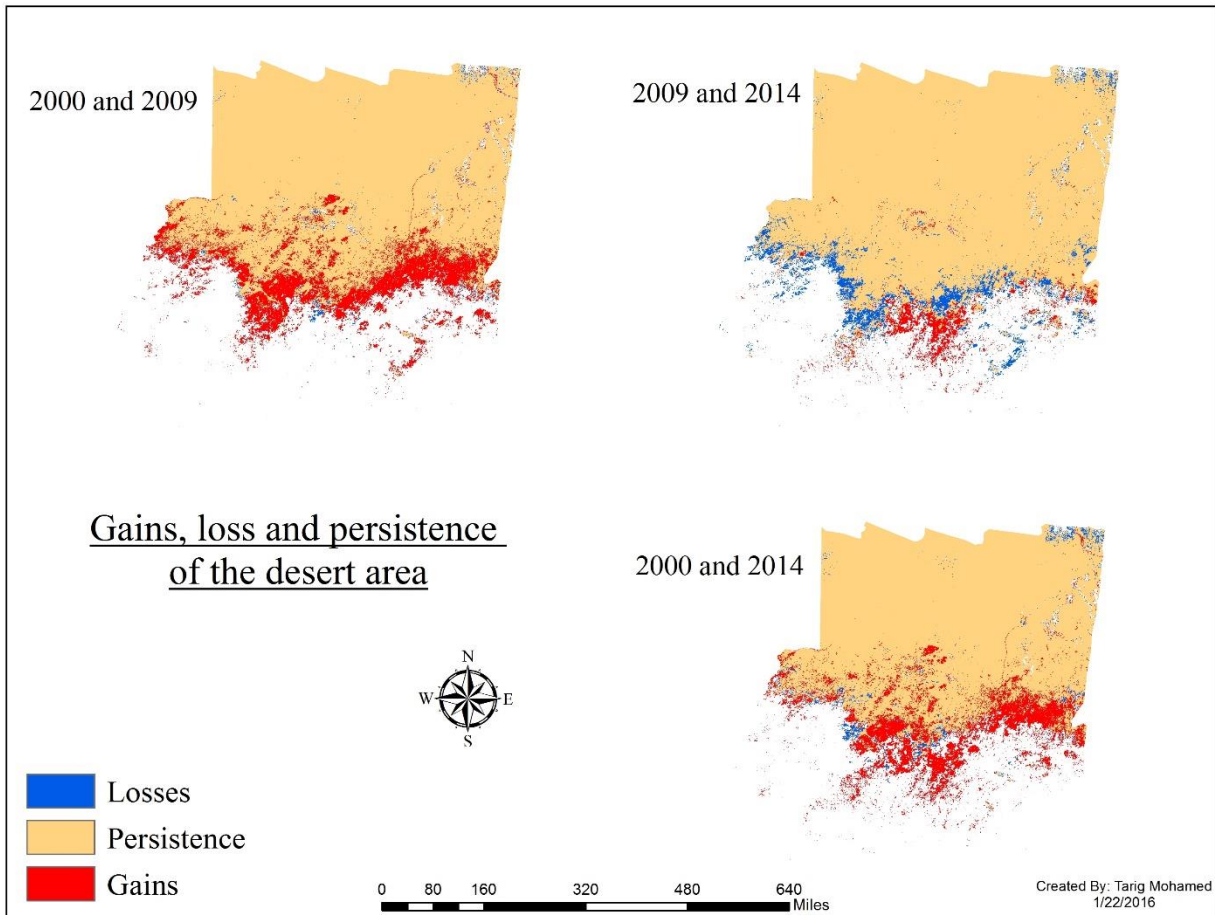 2000 and 2009
2009 and 2014
Gains, loss and persistence
of the desert area
2000 and 2014
N
W E
S
Losses
Persistence
Gains
0 80 160 320 480 640
Miles
Created By: Tarig Mohamed
1/22/2016